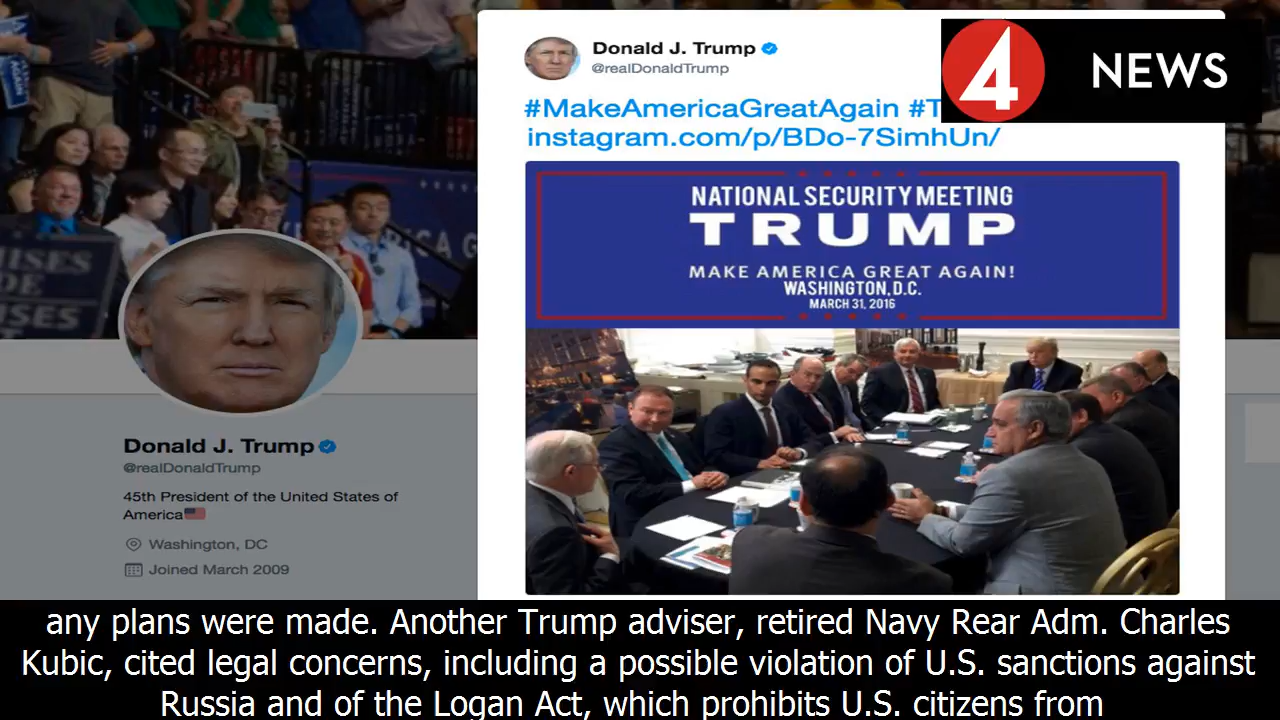 Donald J. Trump
@realDonaldTrump
4 NEWS
#MakeAmericaGreatAgain #T
instagram.com/p/BDo-7SimhUn/
NATIONAL SECURITY MEETING
TRUMP
MAKE AMERICA GREAT AGAIN!
WASHINGTON, D.C.
MARCH 31, 2016
Donald J. Trump
@realDonaldTrump
45th President of the United States of
America
Washington, DC
Joined March 2009
any plans were made. Another Trump adviser, retired Navy Rear Adm. Charles
Kubic, cited legal concerns, including a possible violation of U.S. sanctions against
Russia and of the Logan Act, which prohibits U.S. citizens from